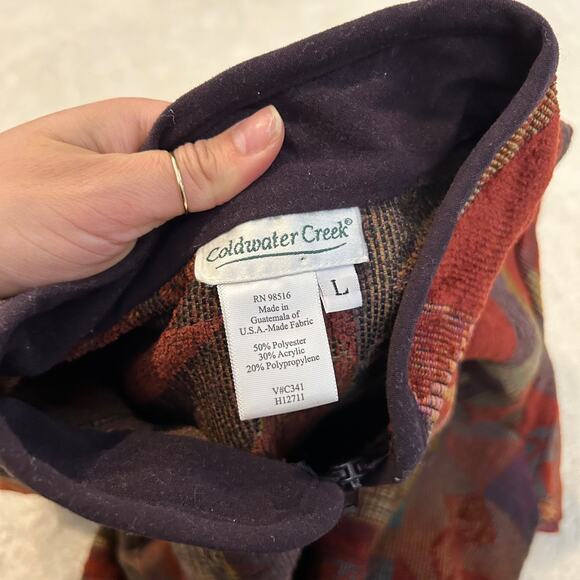 Coldwater Creek®
L
RN 98516
Made in
Guatemala of
U.S.A.-Made Fabric
50% Polyester
30% Acrylic
20% Polypropylene
V#C341
H12711